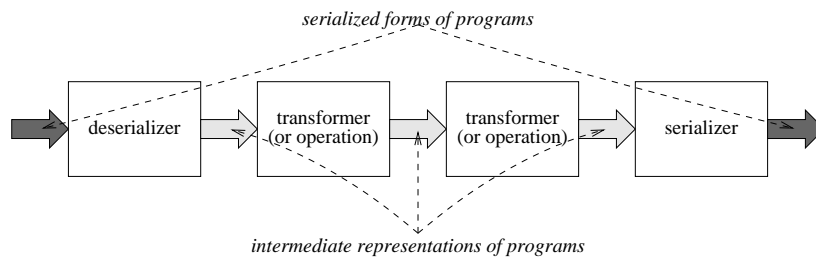 serialized forms of programs
deserializer
transformer
(or operation)
transformer
(or operation)
serializer
intermediate representations of programs